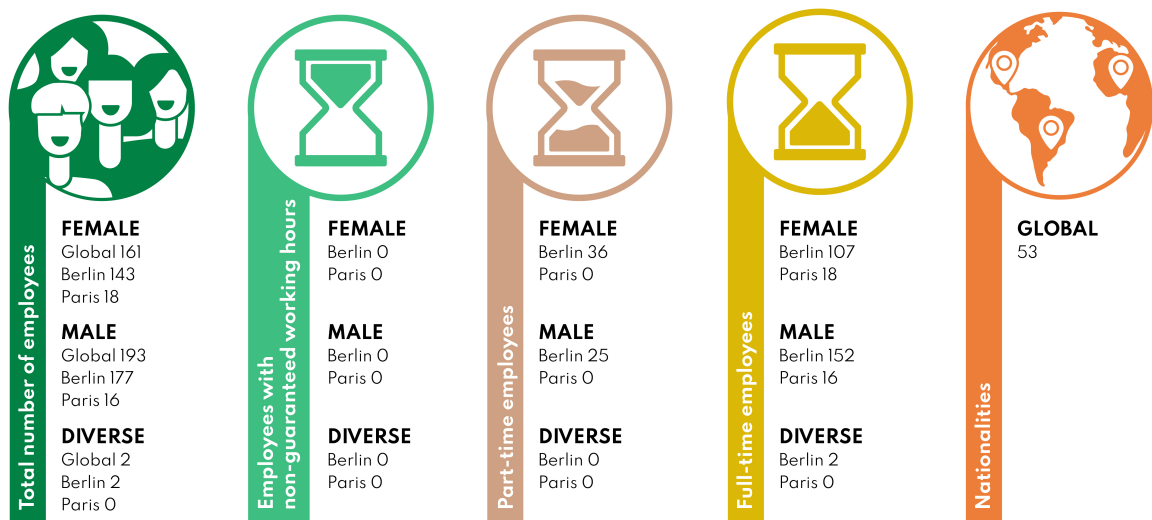 Total number of employees
FEMALE
Global 161
Berlin 143
Paris 18
MALE
Global 193
Berlin 177
Paris 16
DIVERSE
Global 2
Berlin 2
Paris 0
Employees with
non-guaranteed working hours
FEMALE
Berlin 0
Paris 0
MALE
Berlin 0
Paris 0
DIVERSE
Berlin 0
Paris 0
Part-time employees
FEMALE
Berlin 36
Paris 0
MALE
Berlin 25
Paris 0
DIVERSE
Berlin 0
Paris 0
Full-time employees
FEMALE
Berlin 107
Paris 18
MALE
Berlin 152
Paris 16
DIVERSE
Berlin 2
Paris 0
Nationalities
GLOBAL
53